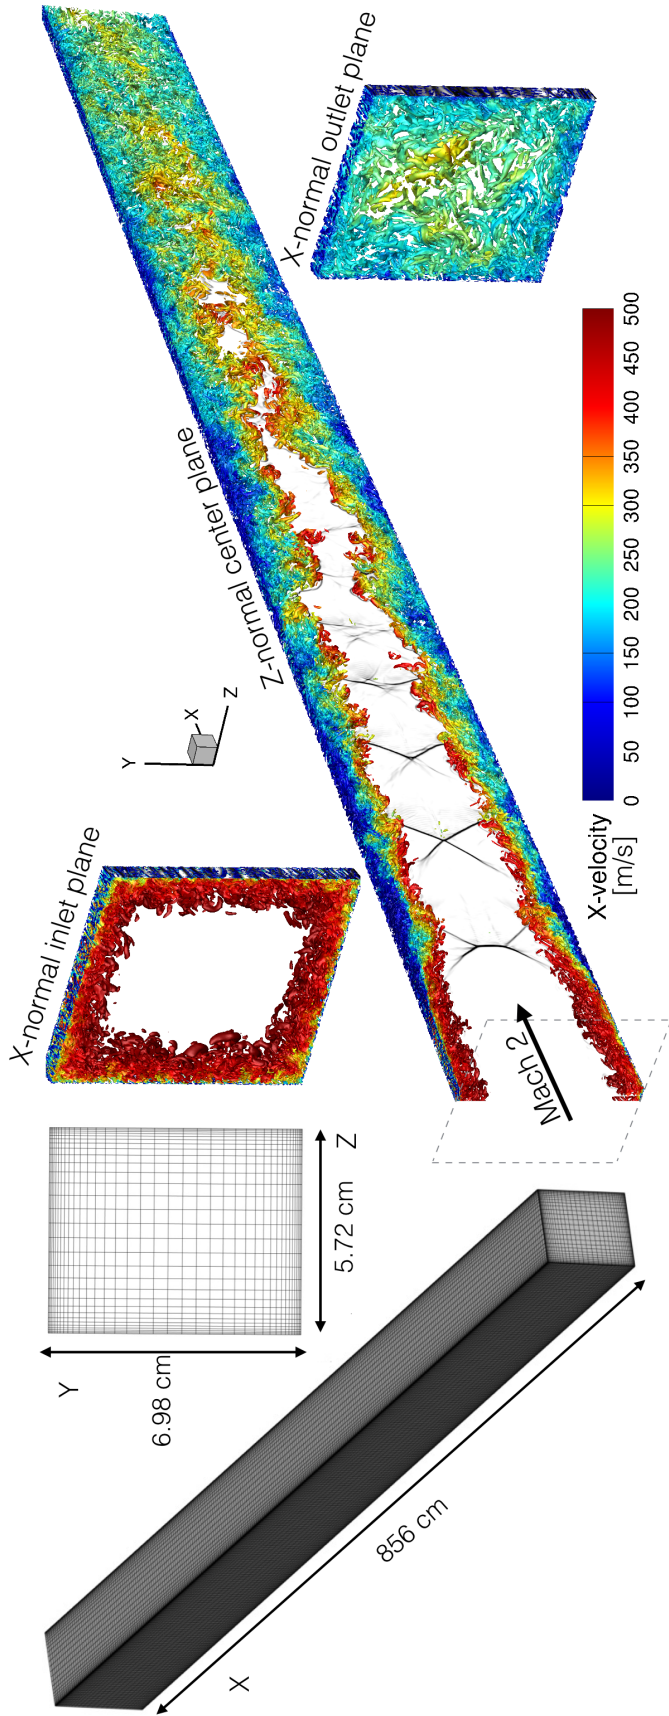 X
856 cm
Y
6.98 cm
5.72 cm
Z
X-normal inlet plane
Y
X
Z
Z-normal center plane
X-normal outlet plane
Mach 2
X-velocity
[m/s]
0 50 100 150 200 250 300 350 400 450 500